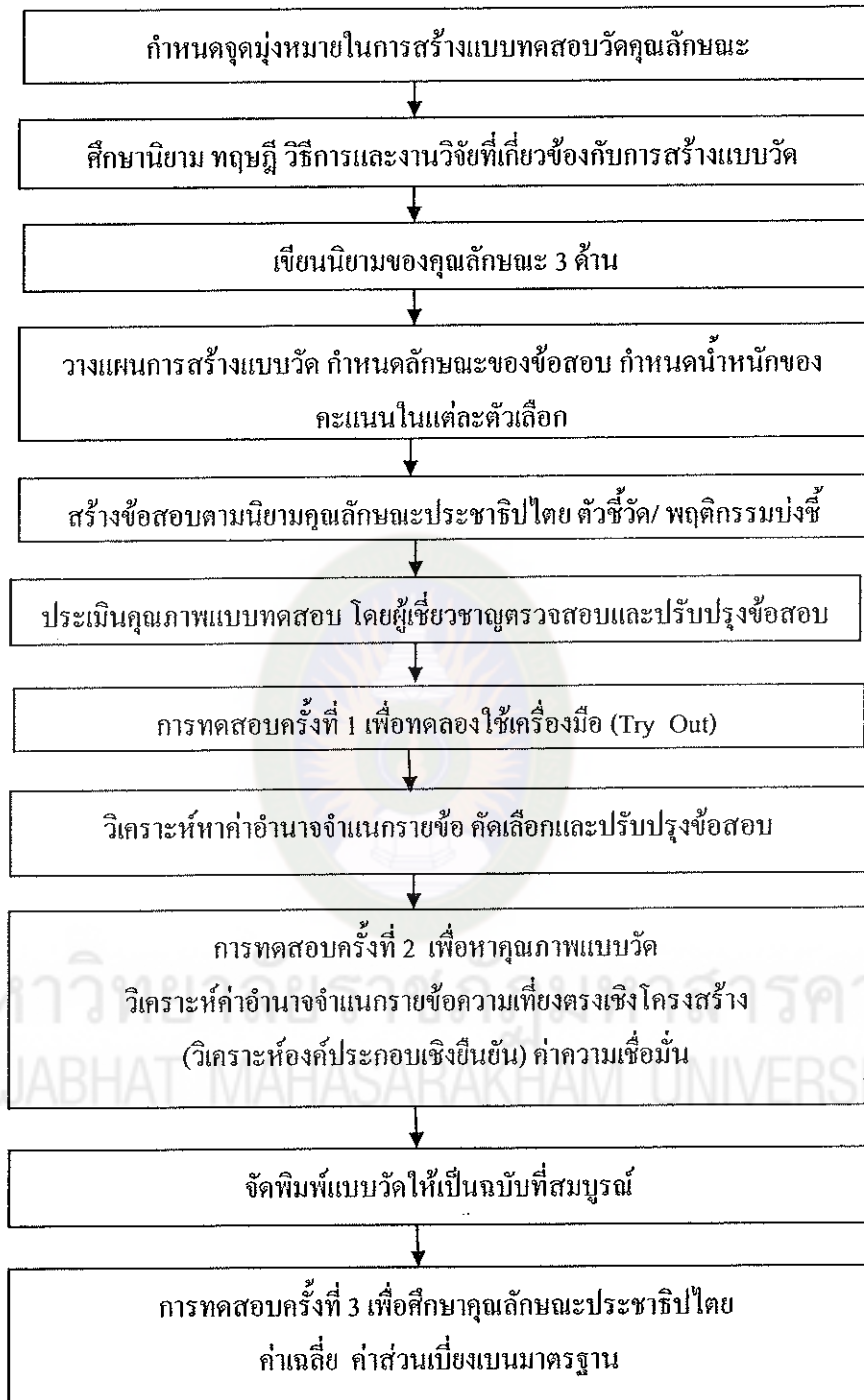 กำหนดจุดมุ่งหมายในการสร้างแบบทดสอบวัดคุณลักษณะ
ศึกษานิยาม ทฤษฎี วิธีการและงานวิจัยที่เกี่ยวข้องกับการสร้างแบบวัด
เขียนนิยามของคุณลักษณะ 3 ด้าน
วางแผนการสร้างแบบวัด กำหนดลักษณะของข้อสอบ กำหนดน้ำหนักของ
คะแนนในแต่ละตัวเลือก
สร้างข้อสอบตามนิยามคุณลักษณะประชาธิปไตย ตัวชี้วัด/ พฤติกรรมบ่งชี้
ประเมินคุณภาพแบบทดสอบ โดยผู้เชี่ยวชาญตรวจสอบและปรับปรุงข้อสอบ
การทดสอบครั้งที่ 1 เพื่อทดลองใช้เครื่องมือ (Try Out)
วิเคราะห์หาค่าอำนาจจำแนกรายข้อ คัดเลือกและปรับปรุงข้อสอบ
การทดสอบครั้งที่ 2 เพื่อหาคุณภาพแบบวัด
วิเคราะห์ค่าอำนาจจำแนกรายข้อความเที่ยงตรงเชิงโครงสร้าง
(วิเคราะห์องค์ประกอบเชิงยืนยัน) ค่าความเชื่อมั่น
หาวิทยาลัยราชภัฏมหาสารคา
JABHAT MAHASARAKHAM UNIVERS
จัดพิมพ์แบบวัดให้เป็นฉบับที่สมบูรณ์
การทดสอบครั้งที่ 3 เพื่อศึกษาคุณลักษณะประชาธิปไตย
ค่าเฉลี่ย ค่าส่วนเบี่ยงเบนมาตรฐาน